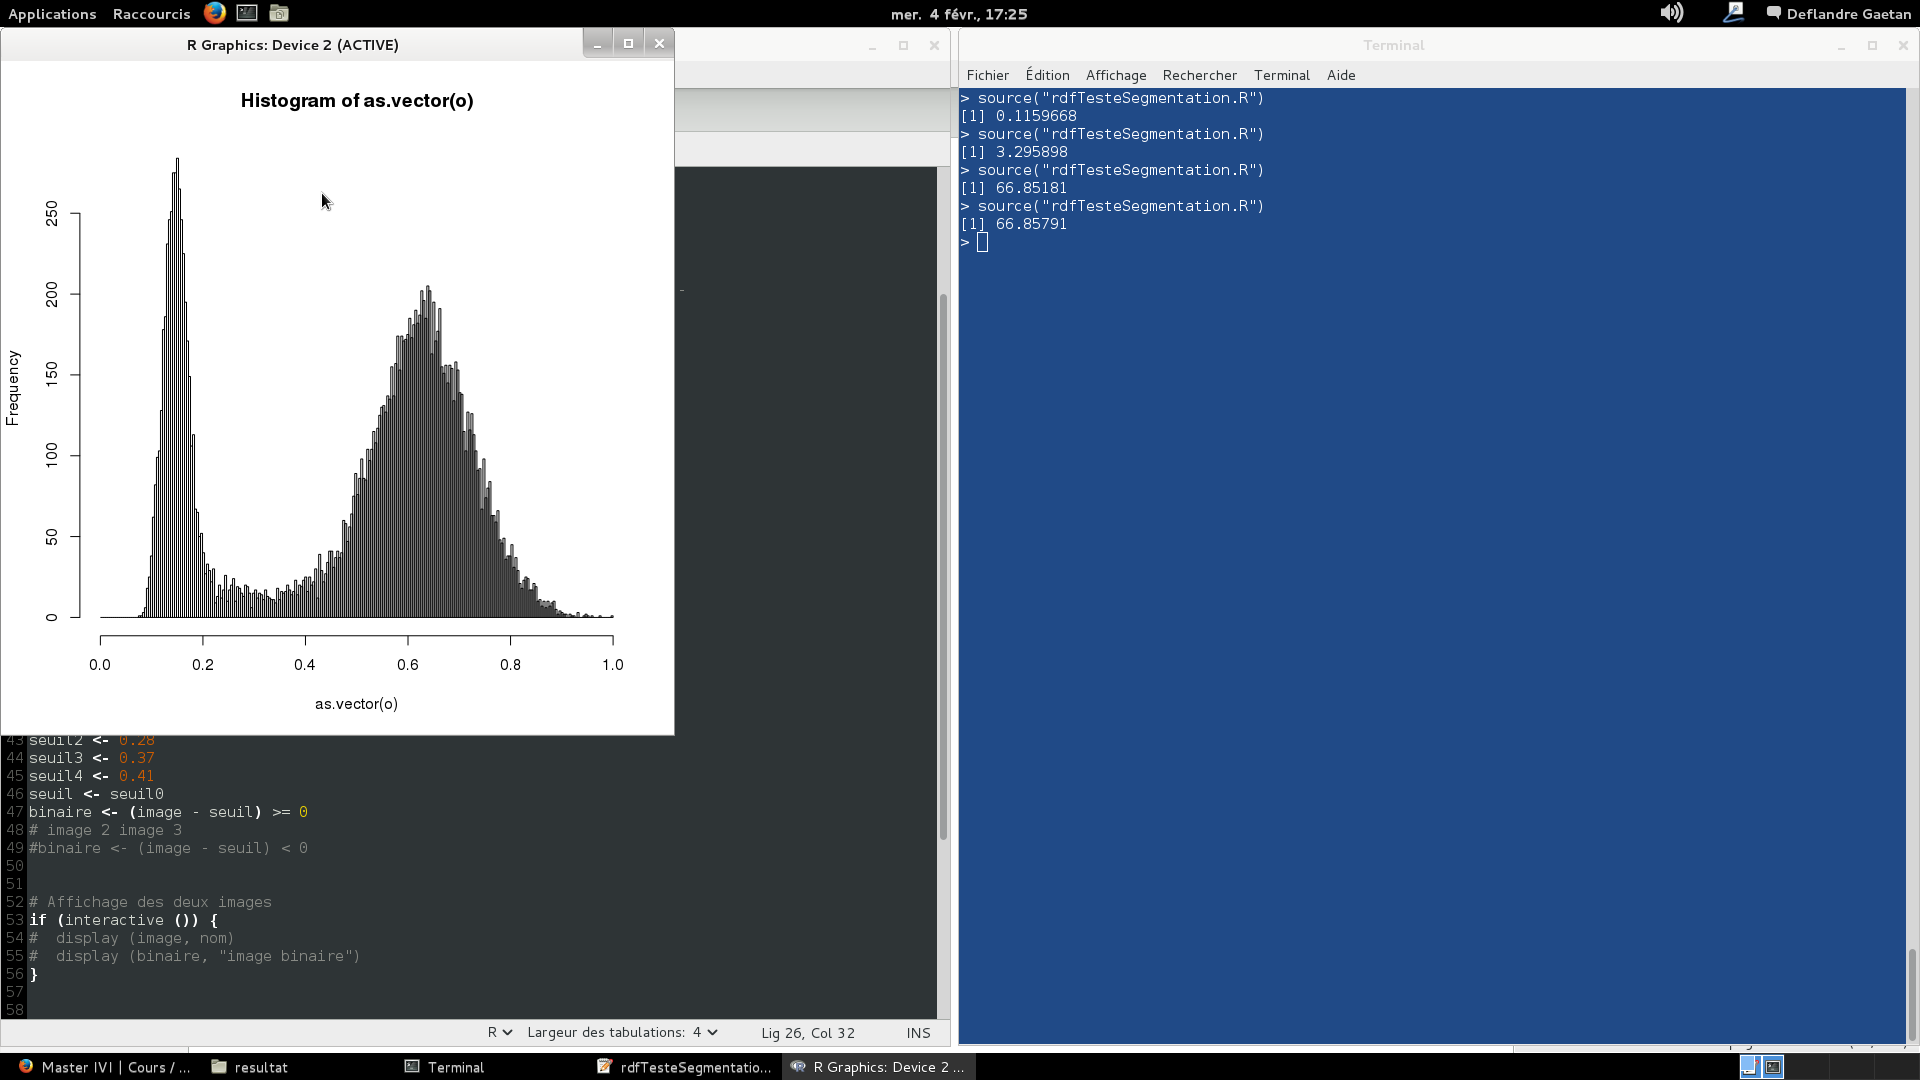 Applications Raccourcis mer. 4 févr., 17:25 Deflandre Gaetan
R Graphics: Device 2 (ACTIVE)
Histogram of as.vector(o)
Frequency
250
200
150
100
50
0
0.0 0.2 0.4 0.6 0.8 1.0
as.vector(o)
43 seuil2 <- 0.28
44 seuil3 <- 0.37
45 seuil4 <- 0.41
46 seuil <- seuil0
47 binaire <- (image - seuil) >= 0
48 # image 2 image 3
49 #binaire <- (image - seuil) < 0
50
51
52 # Affichage des deux images
53 if (interactive ()) {
54 #  display (image, nom)
55 #  display (binaire, "image binaire")
56 }
57
58
R Largeur des tabulations: 4 Lig 26, Col 32 INS
Terminal
Fichier Édition Affichage Rechercher Terminal Aide
> source("rdfTesteSegmentation.R")
[1] 0.1159668
> source("rdfTesteSegmentation.R")
[1] 3.295898
> source("rdfTesteSegmentation.R")
[1] 66.85181
> source("rdfTesteSegmentation.R")
[1] 66.85791
>
Master IVI | Cours / ... resultat Terminal rdfTesteSegmentatio... R Graphics: Device 2 ...